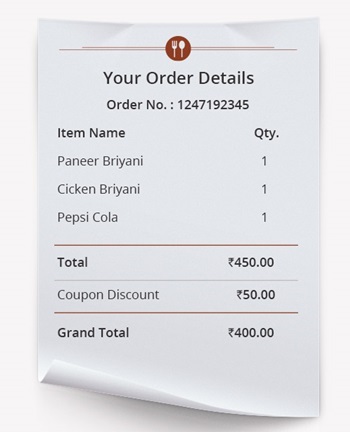 Your Order Details
Order No. : 1247192345
Item Name Qty.
Paneer Briyani 1
Cicken Briyani 1
Pepsi Cola 1
Total ₹450.00
Coupon Discount ₹50.00
Grand Total ₹400.00